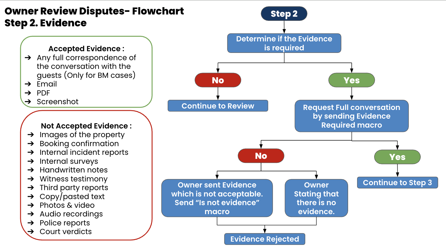 Owner Review Disputes- Flowchart
Step 2. Evidence
Accepted Evidence :
→ Any full correspondence of
the conversation with the
guests (Only for BM cases)
→ Email
→ PDF
→ Screenshot
Not Accepted Evidence :
→ Images of the property
→ Booking confirmation
→ Internal incident reports
→ Internal surveys
→ Handwritten notes
→ Witness testimony
→ Third party reports
→ Copy/pasted text
→ Photos & video
→ Audio recordings
→ Police reports
→ Court verdicts
Step 2
Determine if the Evidence
is required
No
Yes
Continue to Review
Request Full conversation
by sending Evidence
Required macro
No
Yes
Owner sent Evidence
which is not acceptable.
Send "Is not evidence"
macro
Owner
Stating that
there is no
evidence.
Continue to Step 3
Evidence Rejected